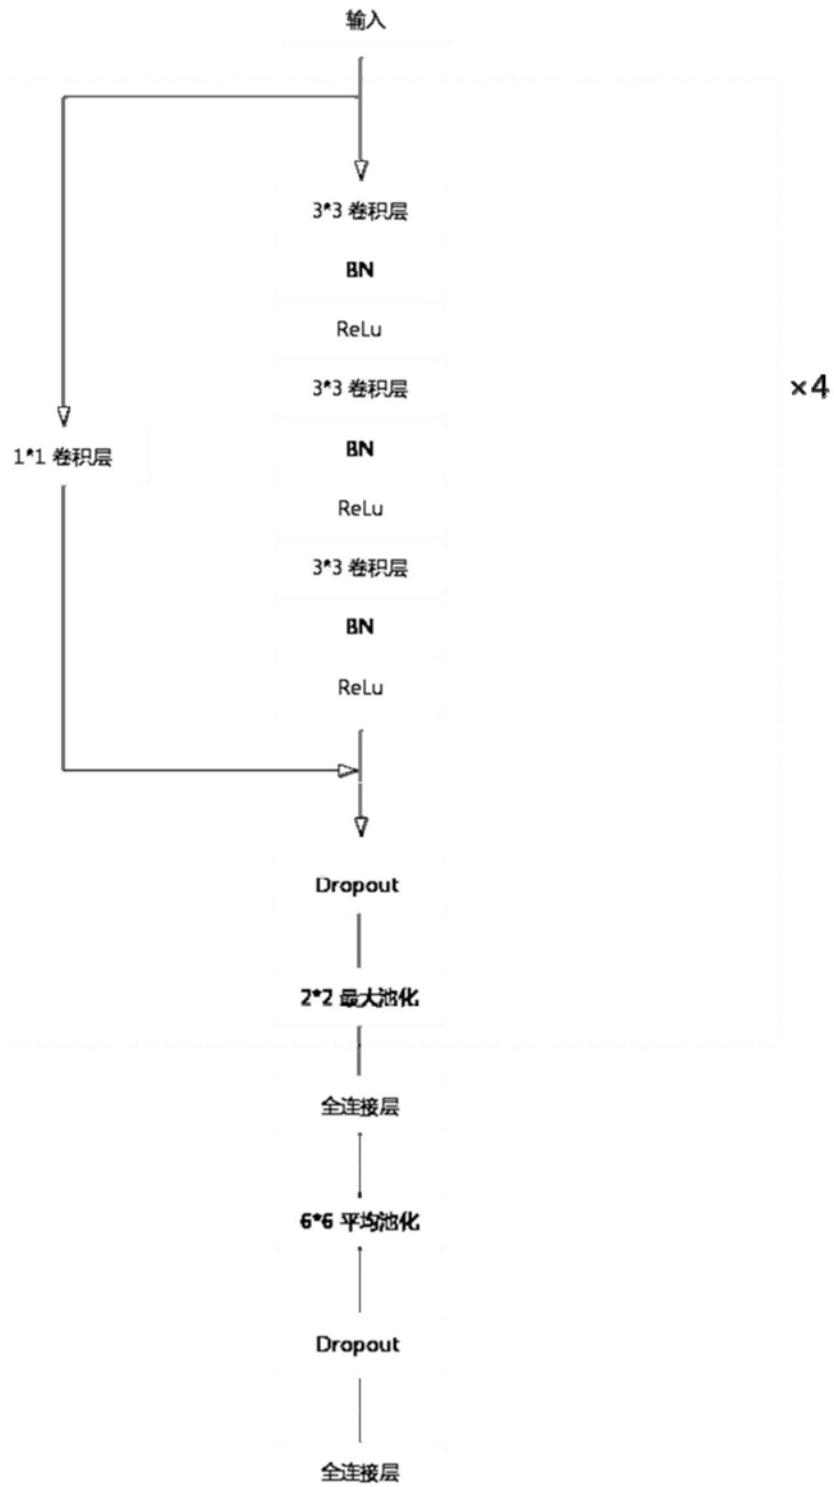 输入
3*3 卷积层
BN
ReLu
3*3 卷积层
×4
BN
1*1 卷积层
ReLu
3*3 卷积层
BN
ReLu
Dropout
2*2 最大池化
全连接层
6*6 平均池化
Dropout
全连接层